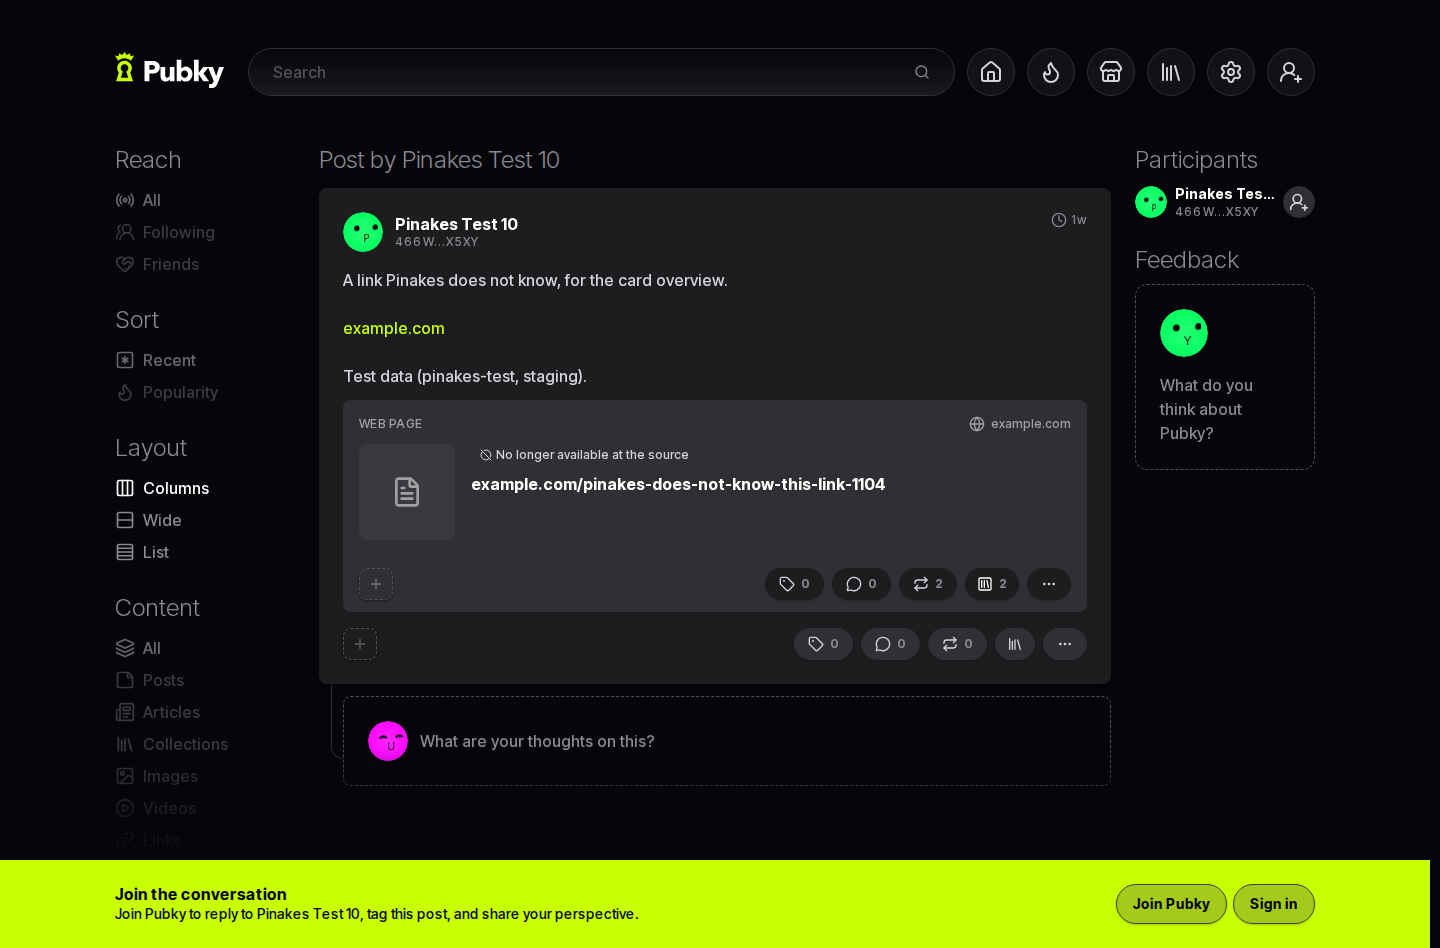 Pubky
Search
Reach
All
Following
Friends
Sort
Recent
Popularity
Layout
Columns
Wide
List
Content
All
Posts
Articles
Collections
Images
Videos
Links
Post by Pinakes Test 10
Pinakes Test 10
466W...X5XY
1w
A link Pinakes does not know, for the card overview.
example.com
Test data (pinakes-test, staging).
WEB PAGE
example.com
No longer available at the source
example.com/pinakes-does-not-know-this-link-1104
0
0
2
2
0
0
0
What are your thoughts on this?
Participants
Pinakes Tes...
466W...X5XY
Feedback
What do you
think about
Pubky?
Join the conversation
Join Pubky to reply to Pinakes Test 10, tag this post, and share your perspective.
Join Pubky
Sign in